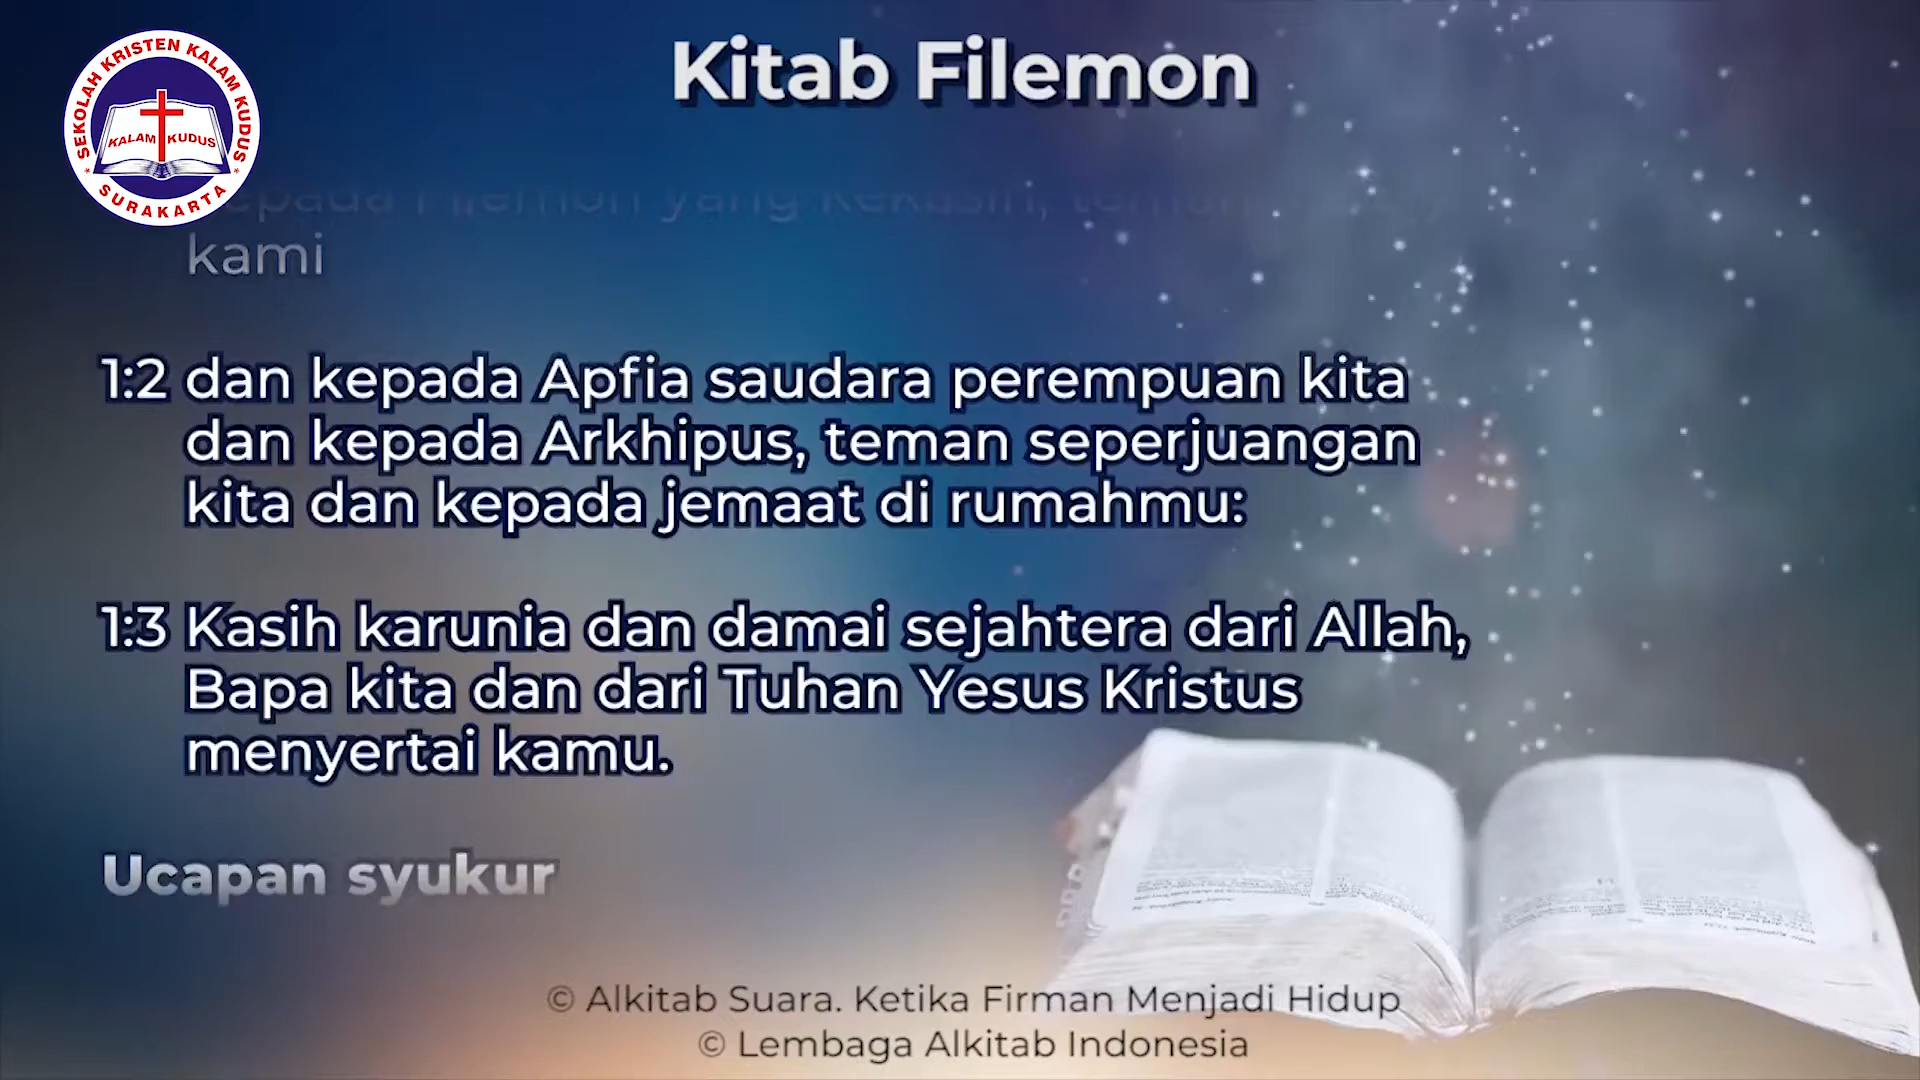 Kitab Filemon
SEKOLAH KRISTEN KALAM KUDUS
KALAM KUDUS
* SURAKARTA *
yang
kami
1:2 dan kepada Apfia saudara perempuan kita
dan kepada Arkhipus, teman seperjuangan
kita dan kepada jemaat di rumahmu:
1:3 Kasih karunia dan damai sejahtera dari Allah,
Bapa kita dan dari Tuhan Yesus Kristus
menyertai kamu.
Ucapan syukur
© Alkitab Suara. Ketika Firman Menjadi Hidup
© Lembaga Alkitab Indonesia